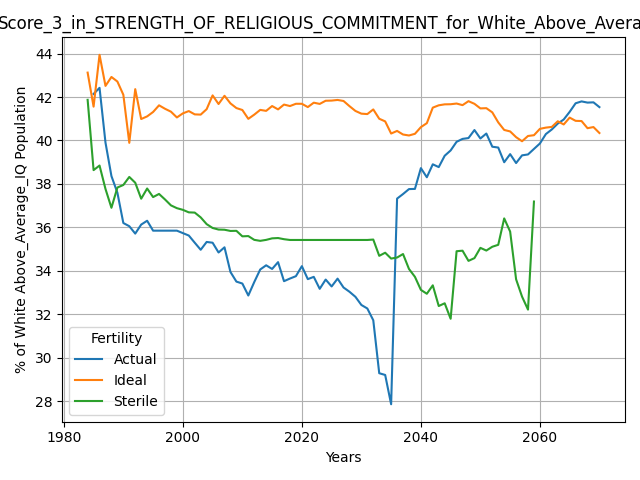 Score_3_in_STRENGTH_OF_RELIGIOUS_COMMITMENT_for_White_Above_Avera
44
42
40
38
36
34
32
30
28
% of White Above_Average_IQ Population
Fertility
Actual
Ideal
Sterile
1980
2000
2020
2040
2060
Years